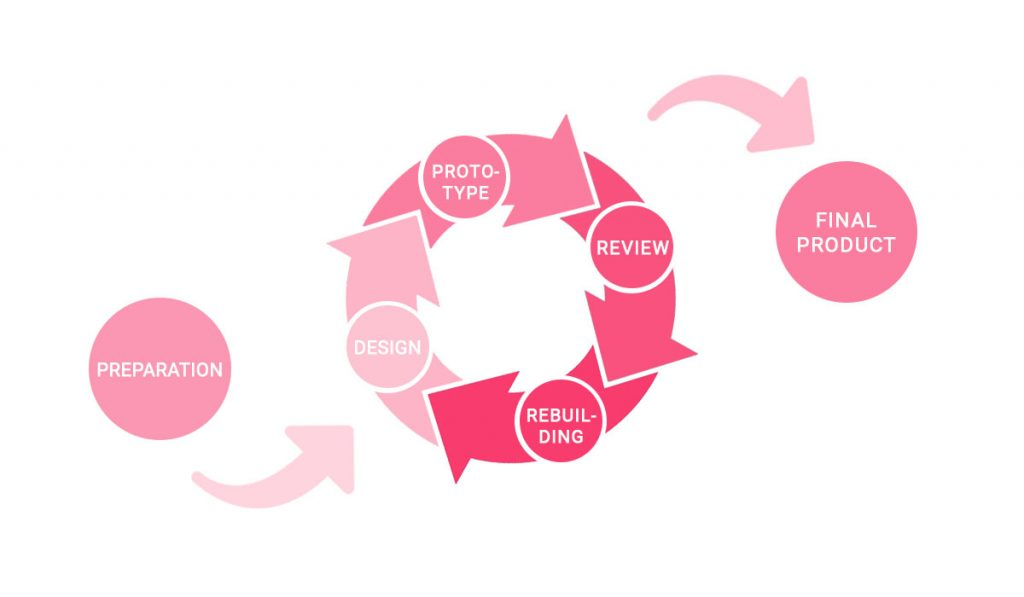 PREPARATION
DESIGN
PROTO-
TYPE
REVIEW
REBUIL-
DING
FINAL
PRODUCT